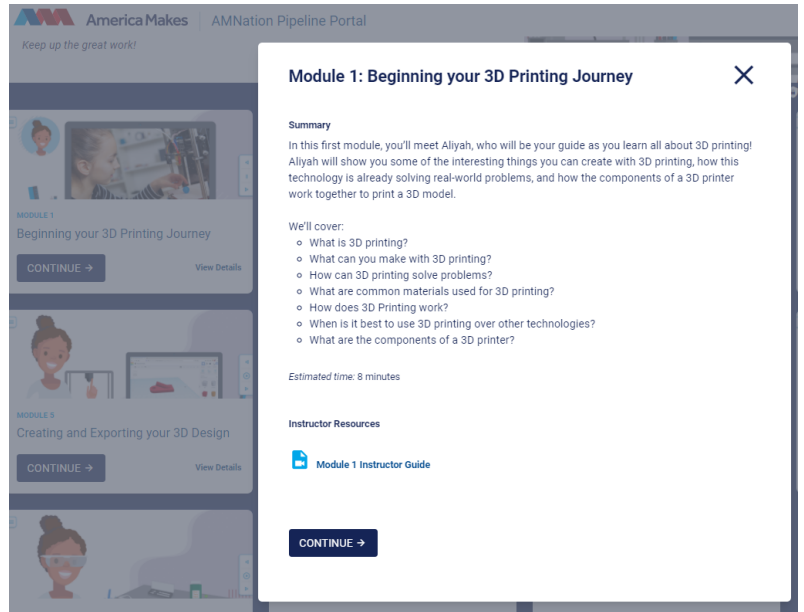 America Makes AMNation Pipeline Portal
Keep up the great work!
Module 1: Beginning your 3D Printing Journey
Summary
In this first module, you'll meet Aliyah, who will be your guide as you learn all about 3D printing!
Aliyah will show you some of the interesting things you can create with 3D printing, how this
technology is already solving real-world problems, and how the components of a 3D printer
work together to print a 3D model.
We'll cover:
What is 3D printing?
What can you make with 3D printing?
How can 3D printing solve problems?
What are common materials used for 3D printing?
How does 3D Printing work?
When is it best to use 3D printing over other technologies?
What are the components of a 3D printer?
Estimated time: 8 minutes
Instructor Resources
Module 1 Instructor Guide
CONTINUE →
MODULE 1
Beginning your 3D Printing Journey
CONTINUE → View Details
MODULE 3
Creating and Exporting your 3D Design
CONTINUE → View Details